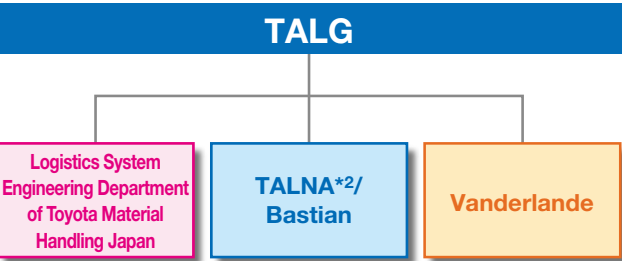 TALG
Logistics System
Engineering Department
of Toyota Material
Handling Japan
TALNA*2/
Bastian
Vanderlande